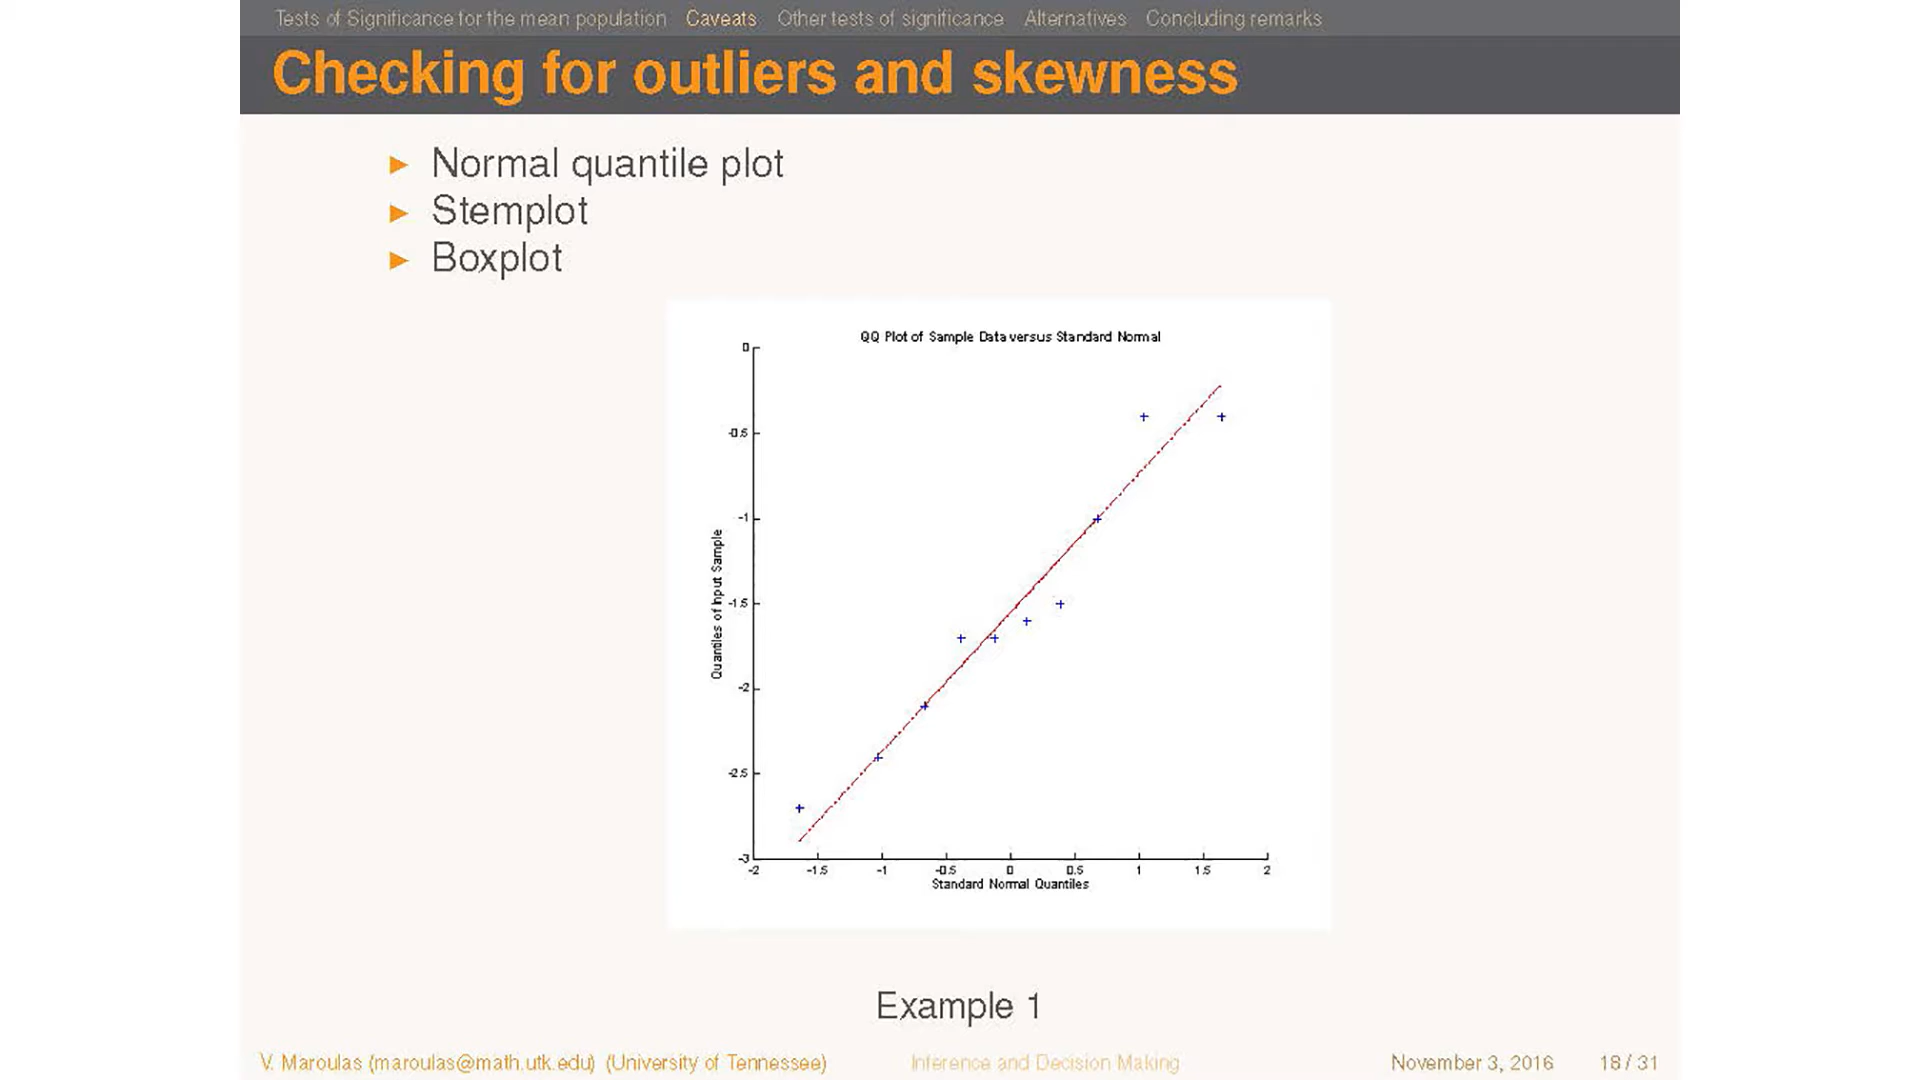 Tests of Significance for the mean population Caveats Other tests of significance Alternatives Concluding remarks
Checking for outliers and skewness
Normal quantile plot
Stemplot
Boxplot
QQ Plot of Sample Data versus Standard Normal
0
-0.5
-1
-1.5
-2
-2.5
-3
Quantiles of Input Sample
-2 -1.5 -1 -0.5 0 0.5 1 1.5 2
Standard Normal Quantiles
Example 1
V. Maroulas (maroulas@math.utk.edu) (University of Tennessee) Inference and Decision Making November 3, 2016 18 / 31